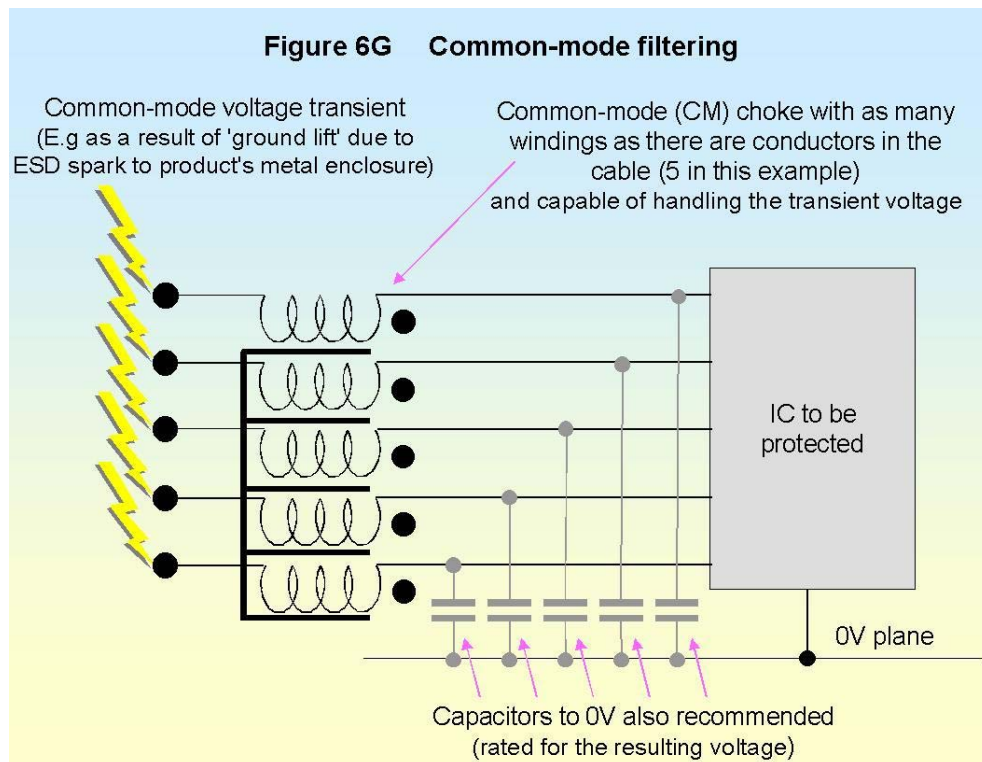 Figure 6G Common-mode filtering
Common-mode voltage transient
(E.g as a result of 'ground lift' due to
ESD spark to product's metal enclosure)
Common-mode (CM) choke with as many
windings as there are conductors in the
cable (5 in this example)
and capable of handling the transient voltage
IC to be
protected
0V plane
Capacitors to 0V also recommended
(rated for the resulting voltage)